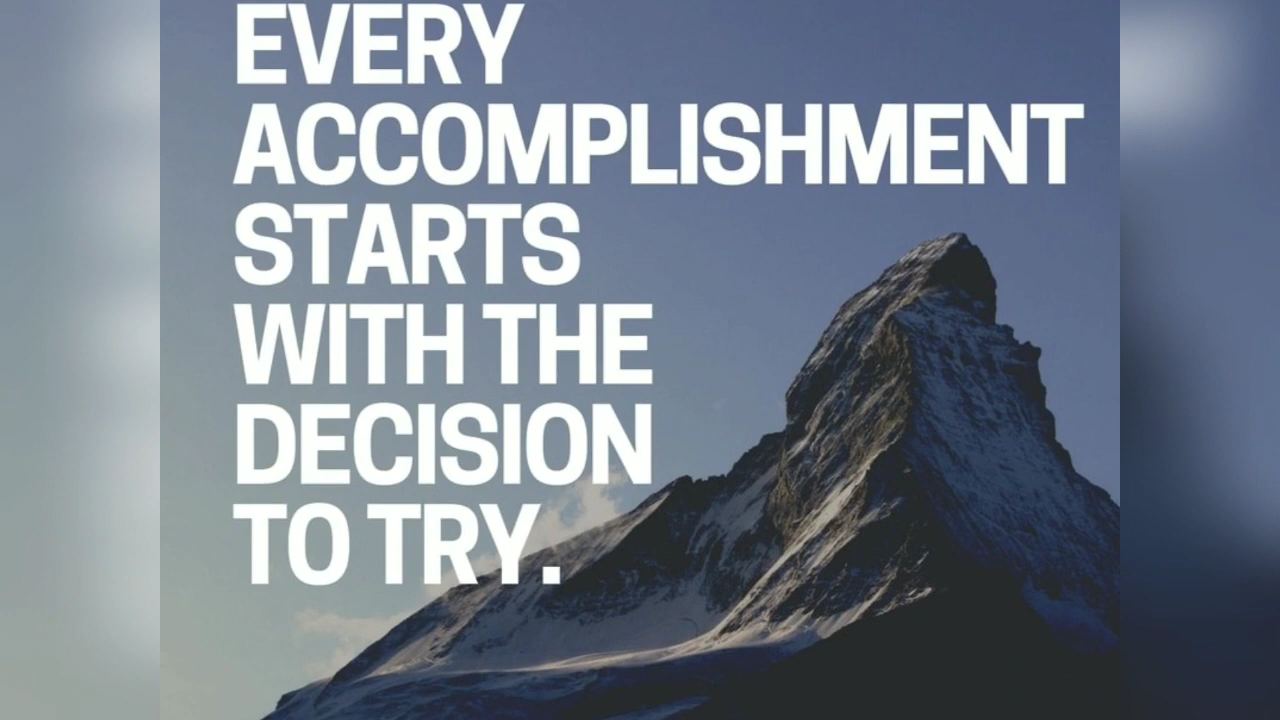 EVERY
ACCOMPLISHMENT
STARTS
WITH THE
DECISION
TO TRY.